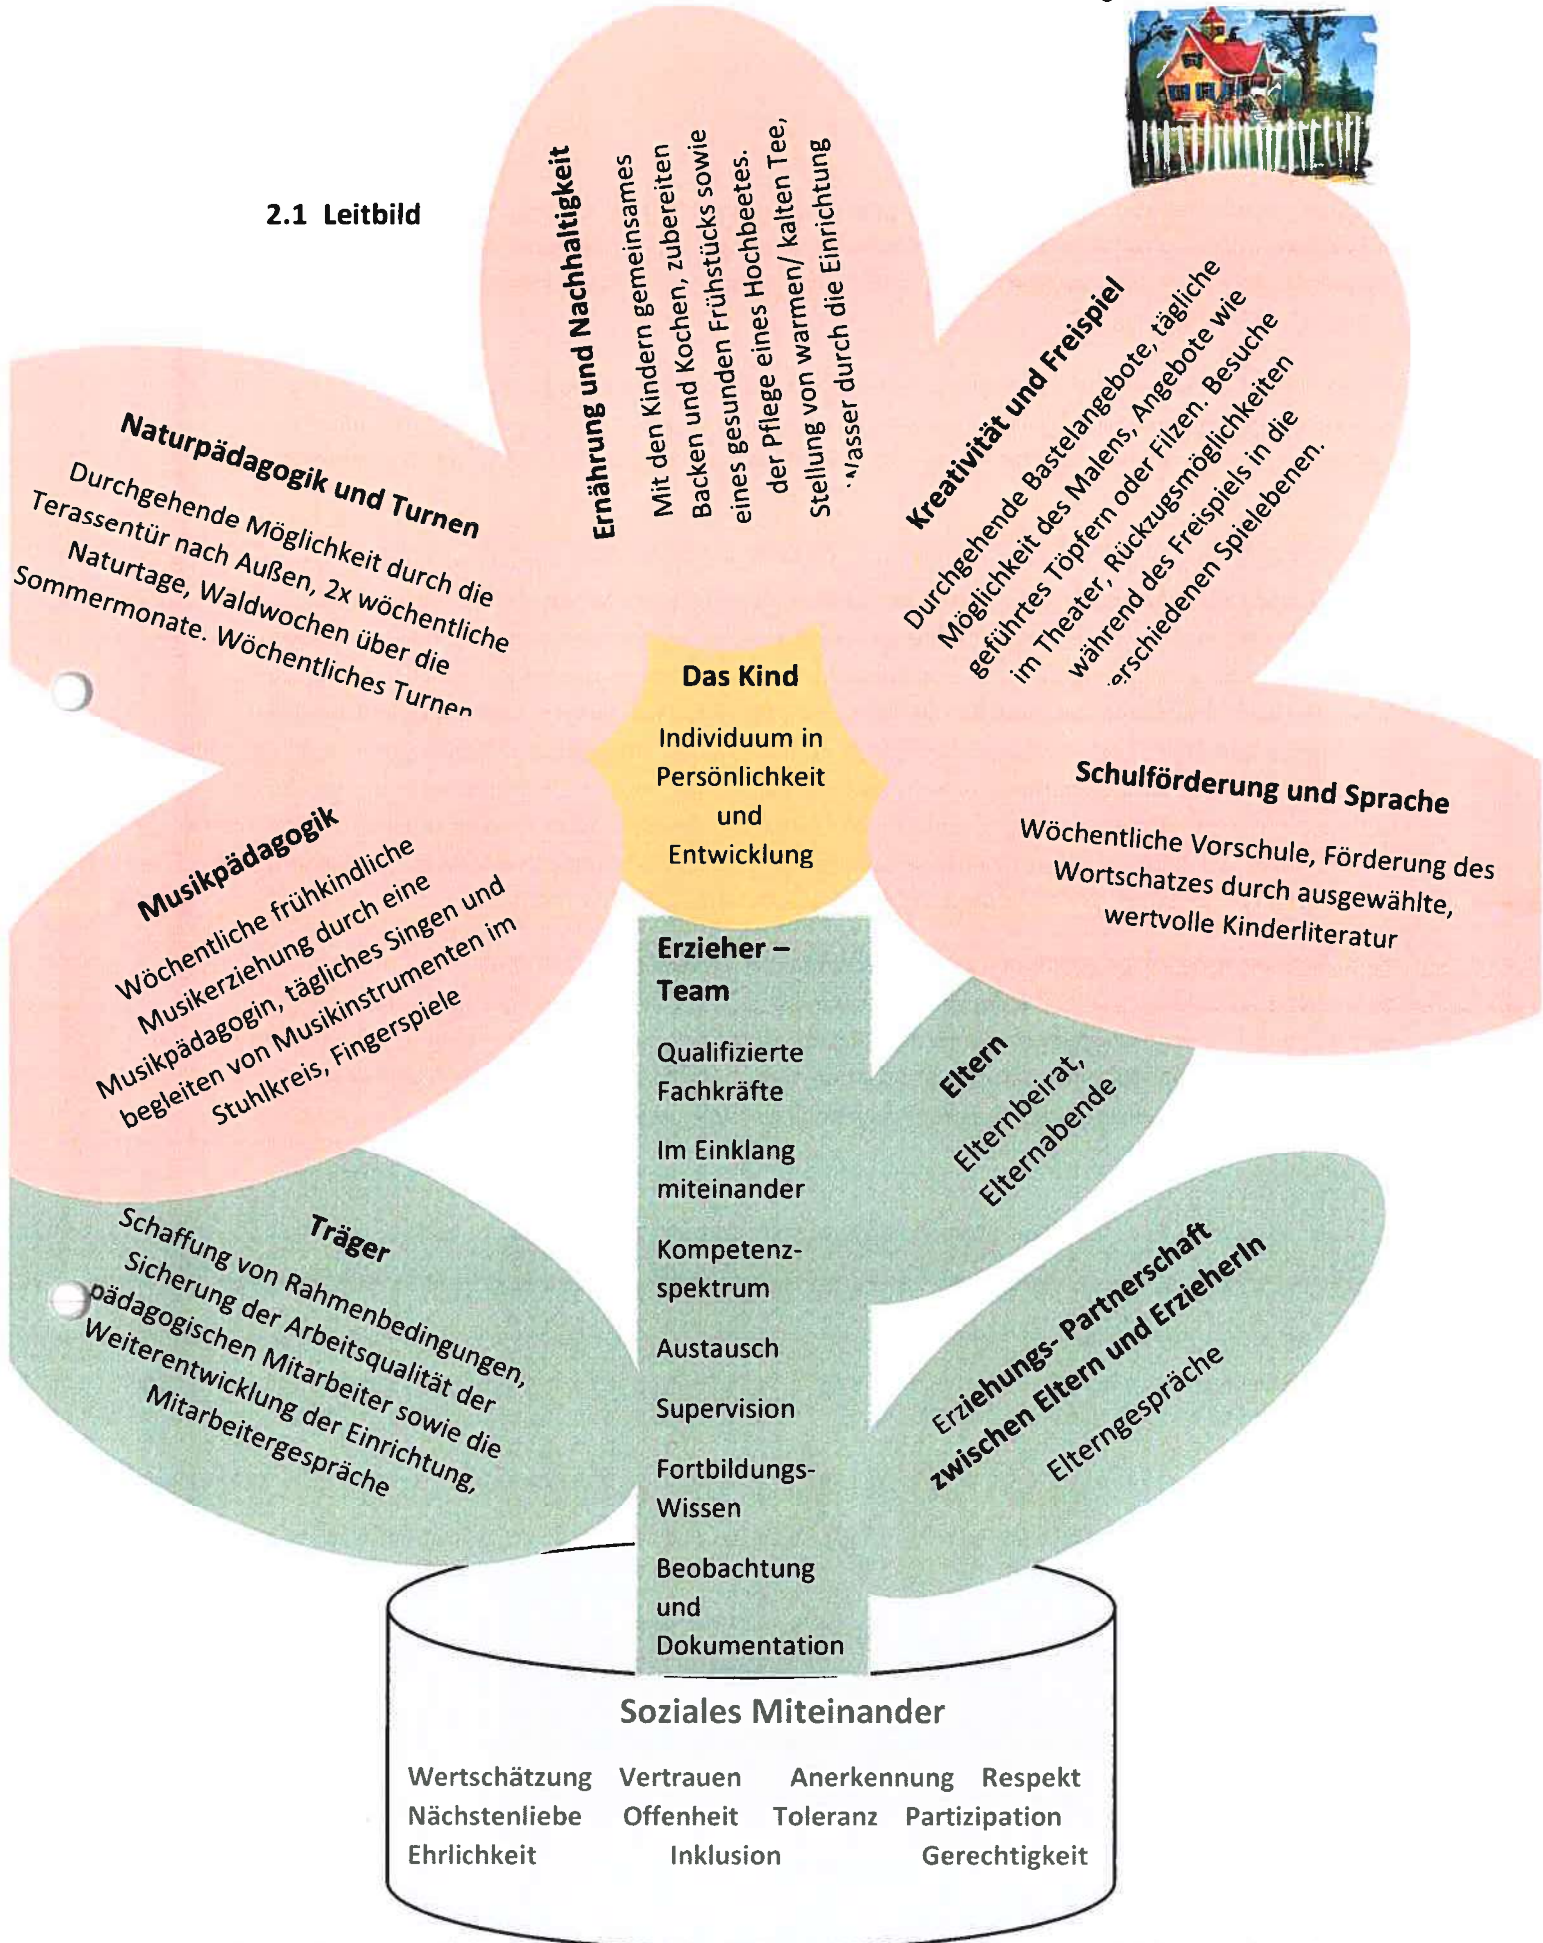 2.1 Leitbild
Ernährung und Nachhaltigkeit
Mit den Kindern gemeinsames
Backen und Kochen, zubereiten
eines gesunden Frühstücks sowie
der Pflege eines Hochbeetes.
Stellung von warmen/ kalten Tee,
Wasser durch die Einrichtung
Kreativität und Freispiel
Durchgehende Bastelangebote, tägliche
Möglichkeit des Malens, Angebote wie
geführtes Töpfern oder Filzen. Besuche
im Theater, Rückzugsmöglichkeiten
während des Freispiels in die
erschiedenen Spielebenen.
Naturpädagogik und Turnen
Durchgehende Möglichkeit durch die
Terassentür nach Außen, 2x wöchentliche
Naturtage, Waldwochen über die
Sommermonate. Wöchentliches Turnen
Das Kind
Individuum in
Persönlichkeit
und
Entwicklung
Schulförderung und Sprache
Wöchentliche Vorschule, Förderung des
Wortschatzes durch ausgewählte,
wertvolle Kinderliteratur
Musikpädagogik
Wöchentliche frühkindliche
Musikerziehung durch eine
Musikpädagogin, tägliches Singen und
begleiten von Musikinstrumenten im
Stuhlkreis, Fingerspiele
Erzieher –
Team
Qualifizierte
Fachkräfte
Im Einklang
miteinander
Kompetenz-
spektrum
Austausch
Supervision
Fortbildungs-
Wissen
Beobachtung
und
Dokumentation
Eltern
Elternbeirat,
Elternabende
Träger
Schaffung von Rahmenbedingungen,
Sicherung der Arbeitsqualität der
pädagogischen Mitarbeiter sowie die
Weiterentwicklung der Einrichtung,
Mitarbeitergespräche
Erziehungs- Partnerschaft
zwischen Eltern und ErzieherIn
Elterngespräche
Soziales Miteinander
Wertschätzung Vertrauen Anerkennung Respekt
Nächstenliebe Offenheit Toleranz Partizipation
Ehrlichkeit Inklusion Gerechtigkeit